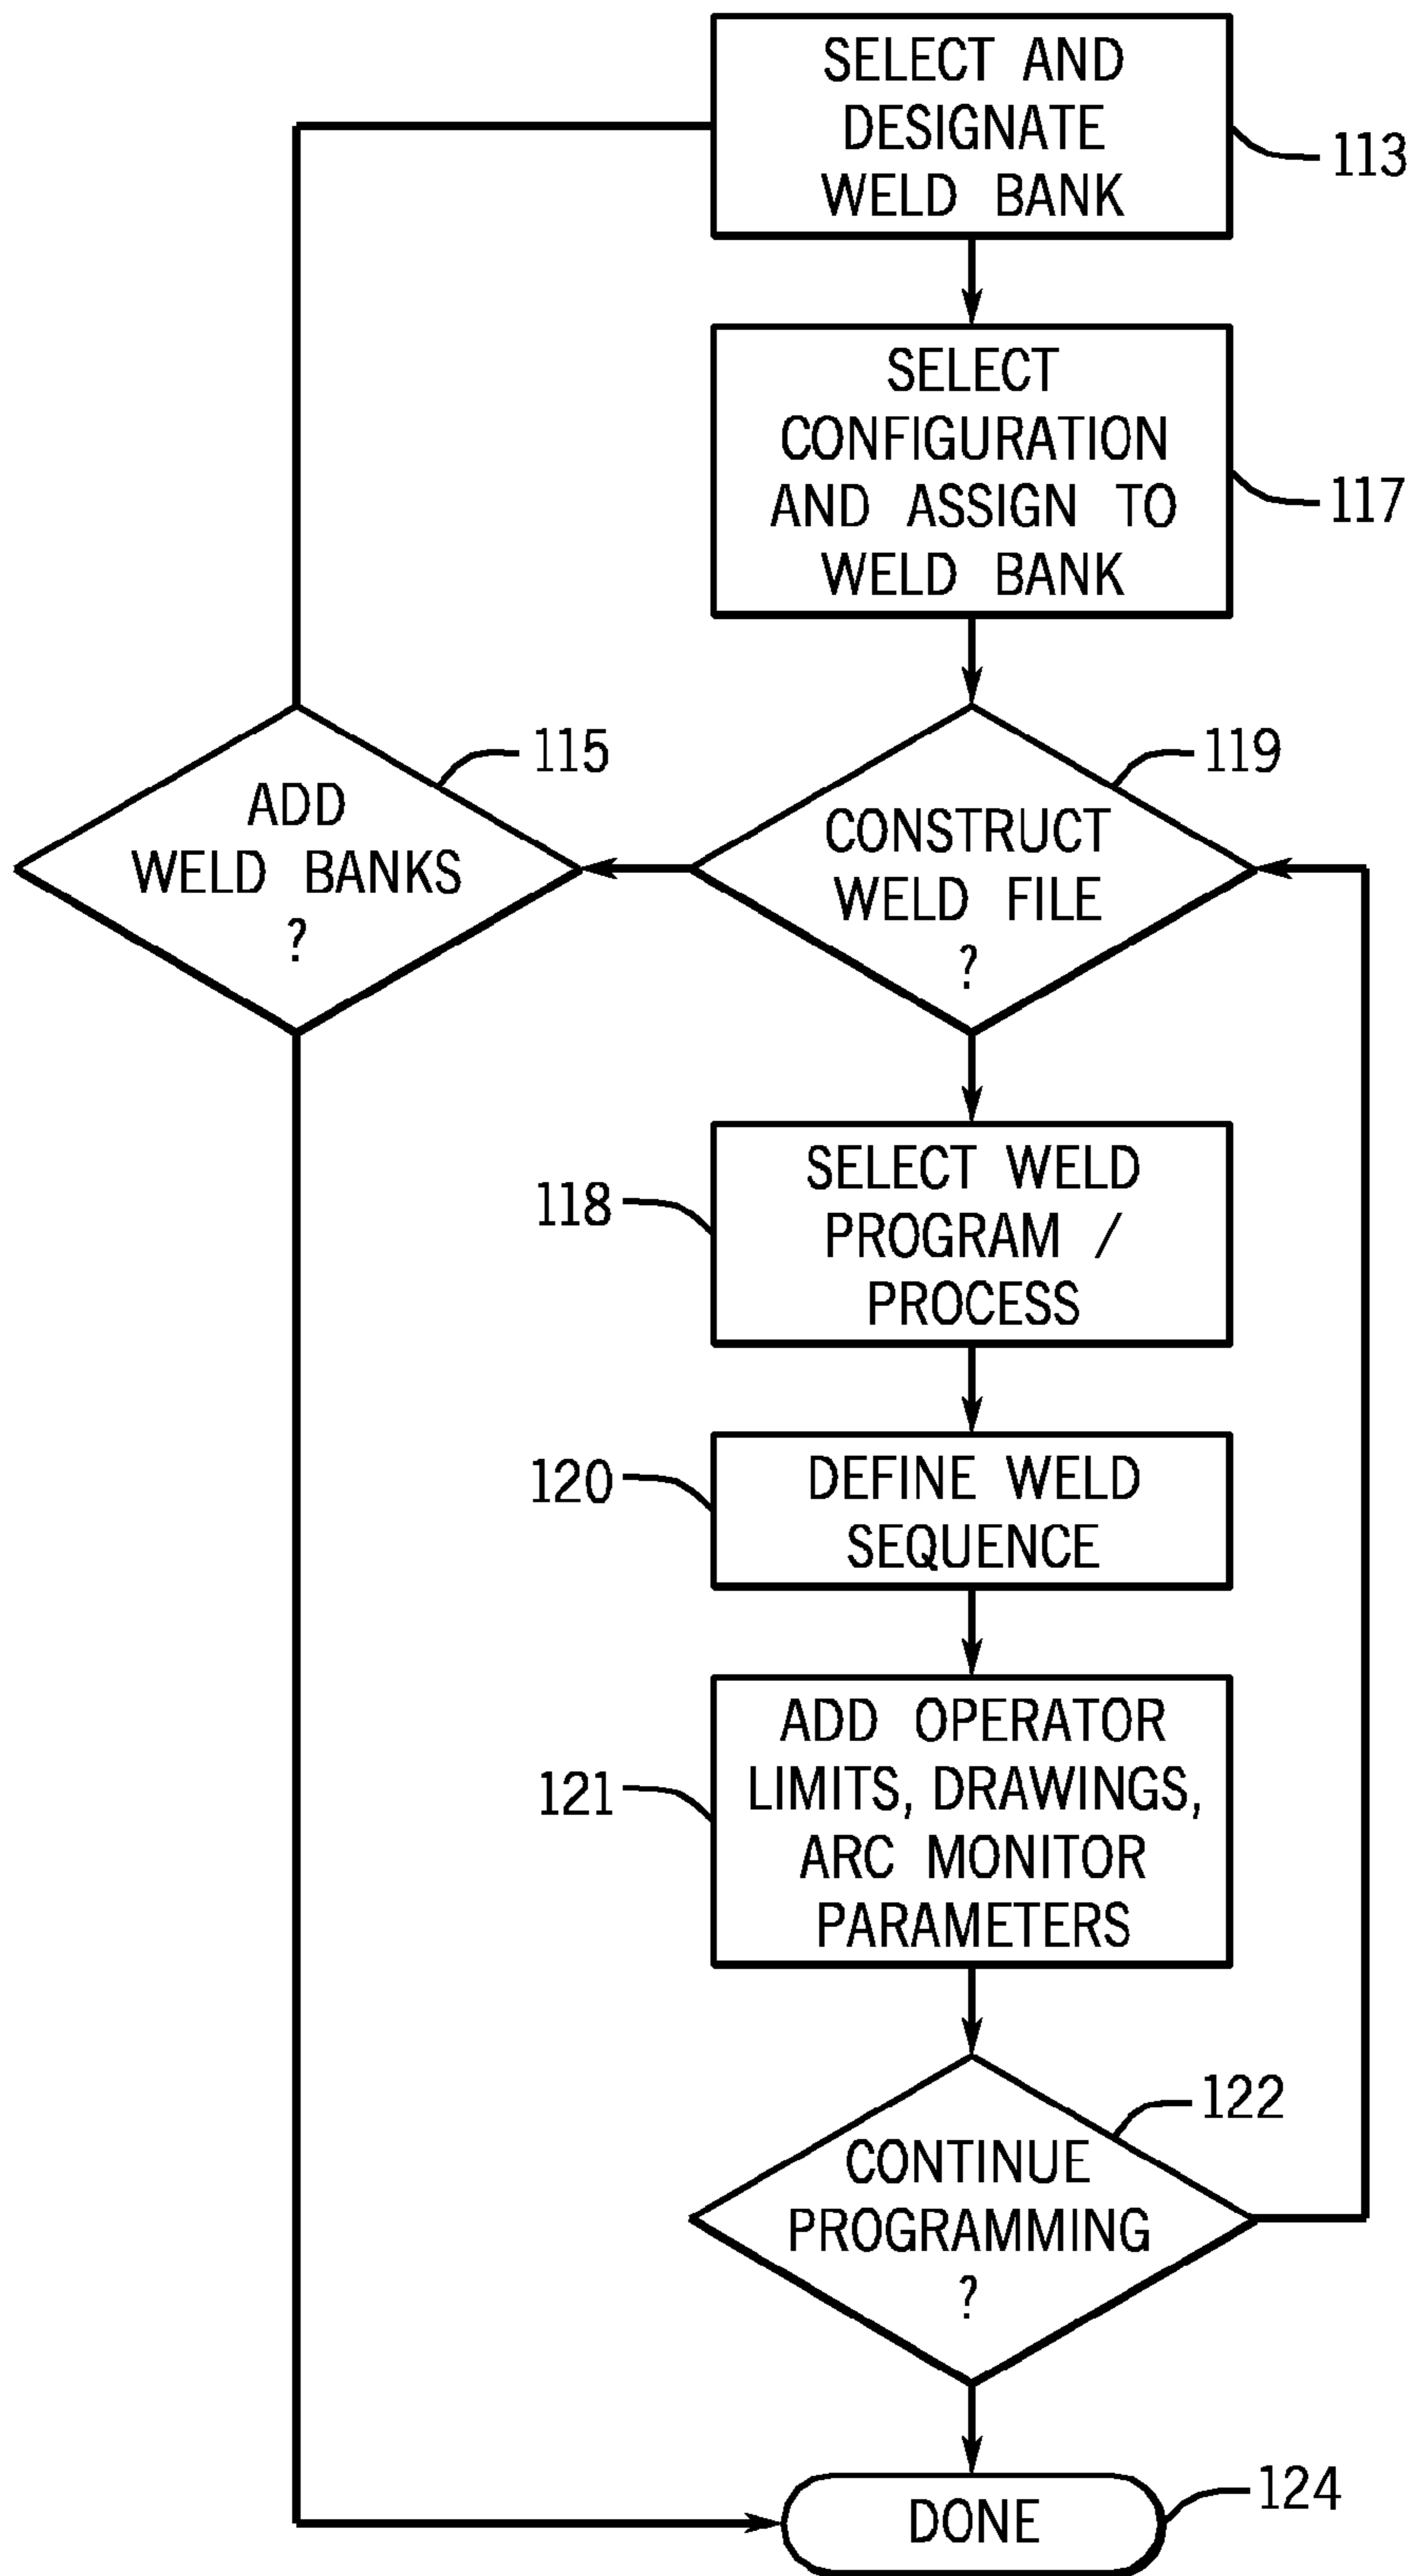 SELECT AND
DESIGNATE
WELD BANK
113
SELECT
CONFIGURATION
AND ASSIGN TO
WELD BANK
117
ADD
WELD BANKS
?
115
CONSTRUCT
WELD FILE
?
119
SELECT WELD
PROGRAM /
PROCESS
118
DEFINE WELD
SEQUENCE
120
ADD OPERATOR
LIMITS, DRAWINGS,
ARC MONITOR
PARAMETERS
121
CONTINUE
PROGRAMMING
?
122
DONE
124